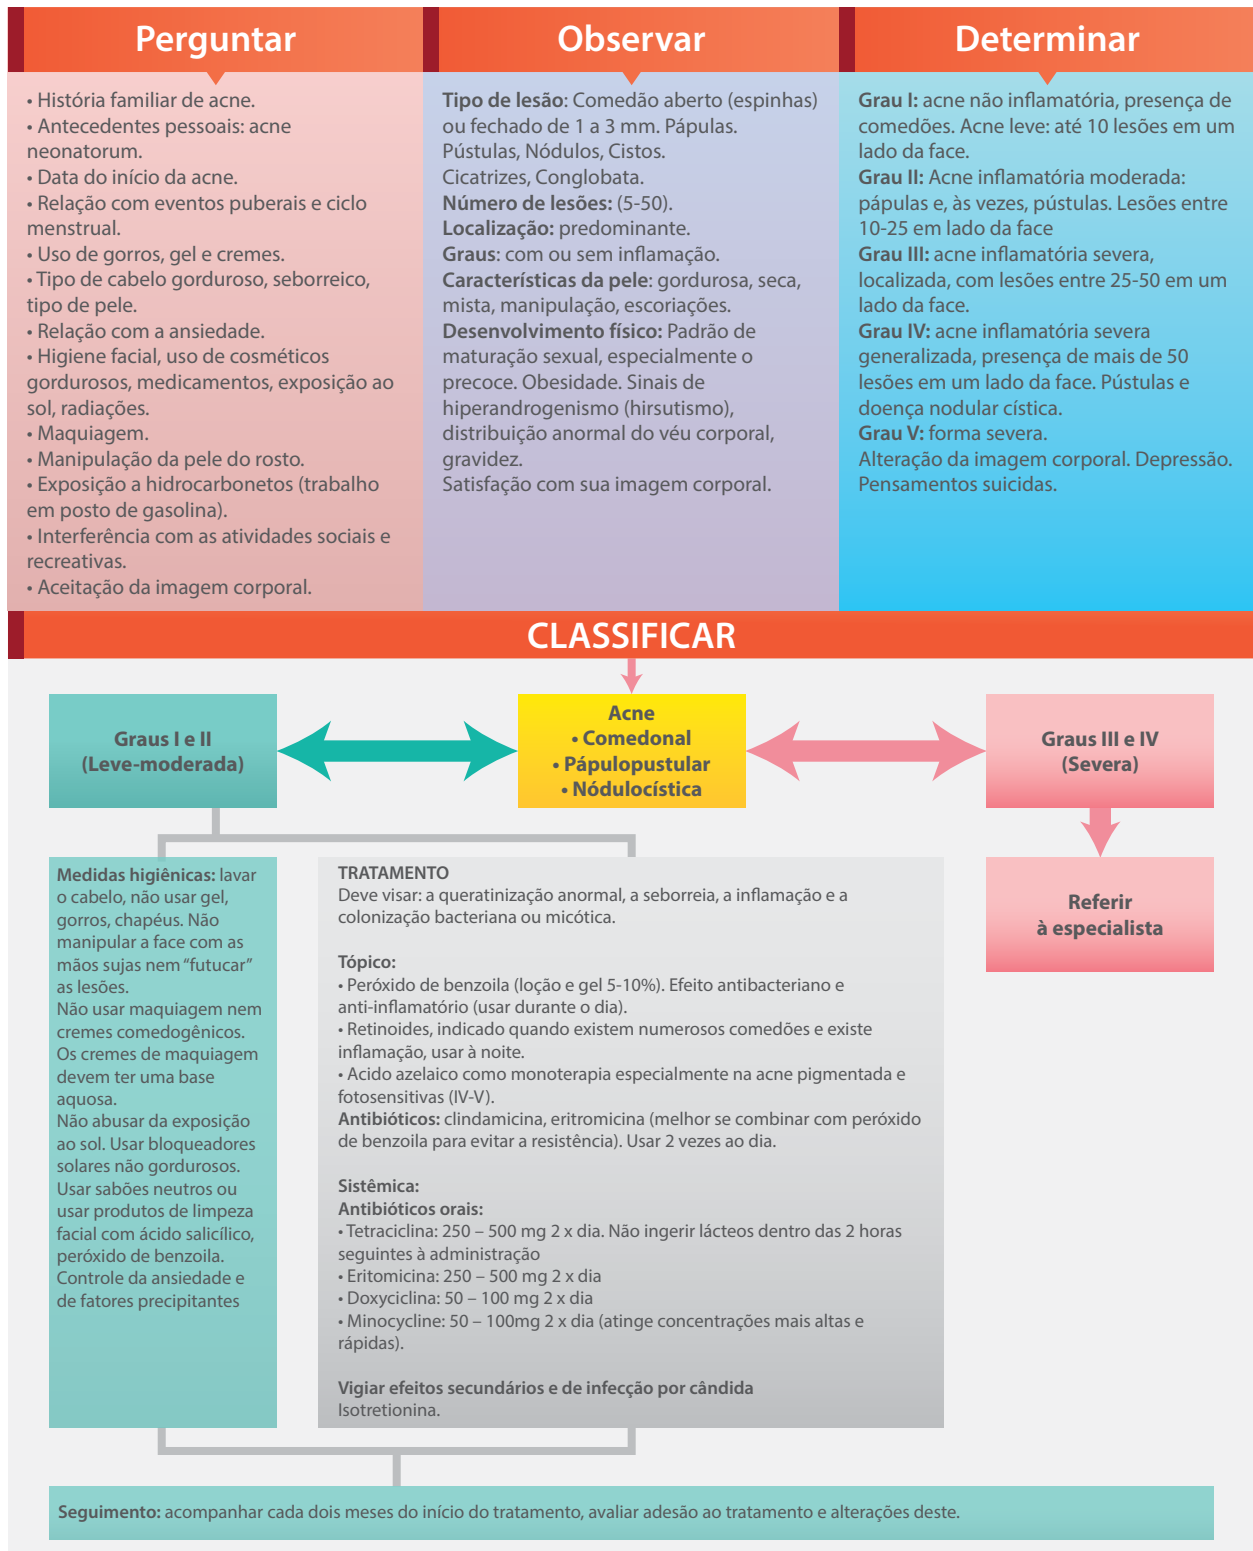 Perguntar
• História familiar de acne.
• Antecedentes pessoais: acne
neonatorum.
• Data do início da acne.
• Relação com eventos puberais e ciclo
menstrual.
• Uso de gorros, gel e cremes.
• Tipo de cabelo gorduroso, seborreico,
tipo de pele.
• Relação com a ansiedade.
• Higiene facial, uso de cosméticos
gordurosos, medicamentos, exposição ao
sol, radiações.
• Maquiagem.
• Manipulação da pele do rosto.
• Exposição a hidrocarbonetos (trabalho
em posto de gasolina).
• Interferência com as atividades sociais e
recreativas.
• Aceitação da imagem corporal.
Observar
Tipo de lesão: Comedão aberto (espinhas)
ou fechado de 1 a 3 mm. Pápulas.
Pústulas, Nódulos, Cistos.
Cicatrizes, Conglobata.
Número de lesões: (5-50).
Localização: predominante.
Graus: com ou sem inflamação.
Características da pele: gordurosa, seca,
mista, manipulação, escoriações.
Desenvolvimento físico: Padrão de
maturação sexual, especialmente o
precoce. Obesidade. Sinais de
hiperandrogenismo (hirsutismo),
distribuição anormal do véu corporal,
gravidez.
Satisfação com sua imagem corporal.
Determinar
Grau I: acne não inflamatória, presença de
comedões. Acne leve: até 10 lesões em um
lado da face.
Grau II: Acne inflamatória moderada:
pápulas e, às vezes, pústulas. Lesões entre
10-25 em lado da face
Grau III: acne inflamatória severa,
localizada, com lesões entre 25-50 em um
lado da face.
Grau IV: acne inflamatória severa
generalizada, presença de mais de 50
lesões em um lado da face. Pústulas e
doença nodular cística.
Grau V: forma severa.
Alteração da imagem corporal. Depressão.
Pensamentos suicidas.
CLASSIFICAR
Graus I e II
(Leve-moderada)
Acne
• Comedonal
• Pápulopustular
• Nódulocística
Graus III e IV
(Severa)
Referir
à especialista
Medidas higiênicas: lavar
o cabelo, não usar gel,
gorros, chapéus. Não
manipular a face com as
mãos sujas nem “futucar”
as lesões.
Não usar maquiagem nem
cremes comedogênicos.
Os cremes de maquiagem
devem ter uma base
aquosa.
Não abusar da exposição
ao sol. Usar bloqueadores
solares não gordurosos.
Usar sabões neutros ou
usar produtos de limpeza
facial com ácido salicílico,
peróxido de benzoila.
Controle da ansiedade e
de fatores precipitantes
TRATAMENTO
Deve visar: a queratinização anormal, a seborreia, a inflamação e a
colonização bacteriana ou micótica.
Tópico:
• Peróxido de benzoila (loção e gel 5-10%). Efeito antibacteriano e
anti-inflamatório (usar durante o dia).
• Retinoides, indicado quando existem numerosos comedões e existe
inflamação, usar à noite.
• Acido azelaico como monoterapia especialmente na acne pigmentada e
fotosensitivas (IV-V).
Antibióticos: clindamicina, eritromicina (melhor se combinar com peróxido
de benzoila para evitar a resistência). Usar 2 vezes ao dia.
Sistêmica:
Antibióticos orais:
• Tetraciclina: 250 – 500 mg 2 x dia. Não ingerir lácteos dentro das 2 horas
seguintes à administração
• Eritomicina: 250 – 500 mg 2 x dia
• Doxyciclina: 50 – 100 mg 2 x dia
• Minocycline: 50 – 100mg 2 x dia (atinge concentrações mais altas e
rápidas).
Vigiar efeitos secundários e de infecção por cândida
Isotretionina.
Seguimento: acompanhar cada dois meses do início do tratamento, avaliar adesão ao tratamento e alterações deste.